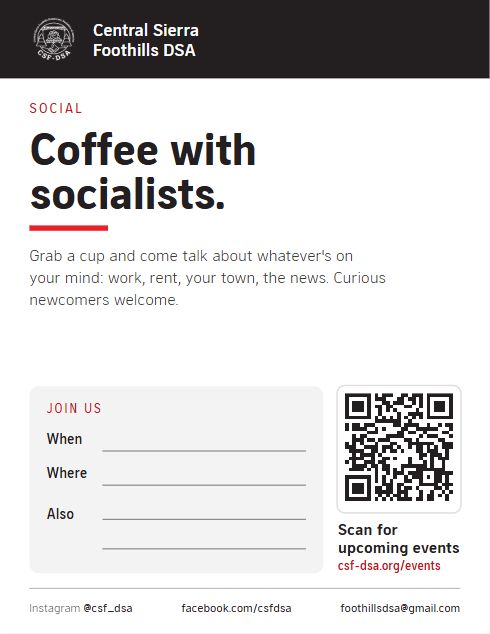 CSF-DSA
Central Sierra
Foothills DSA
SOCIAL
Coffee with
socialists.
Grab a cup and come talk about whatever's on
your mind: work, rent, your town, the news. Curious
newcomers welcome.
JOIN US
When
Where
Also
Scan for
upcoming events
csf-dsa.org/events
Instagram @csf_dsa
facebook.com/csfdsa
foothillsdsa@gmail.com